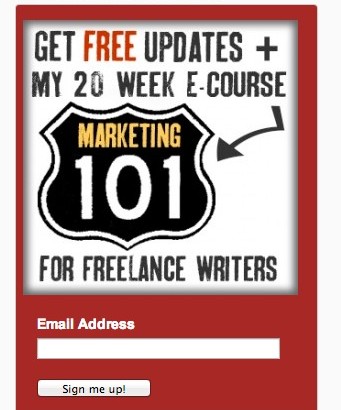 GET FREE UPDATES +
MY 20 WEEK E-COURSE
MARKETING
101
FOR FREELANCE WRITERS
Email Address
Sign me up!